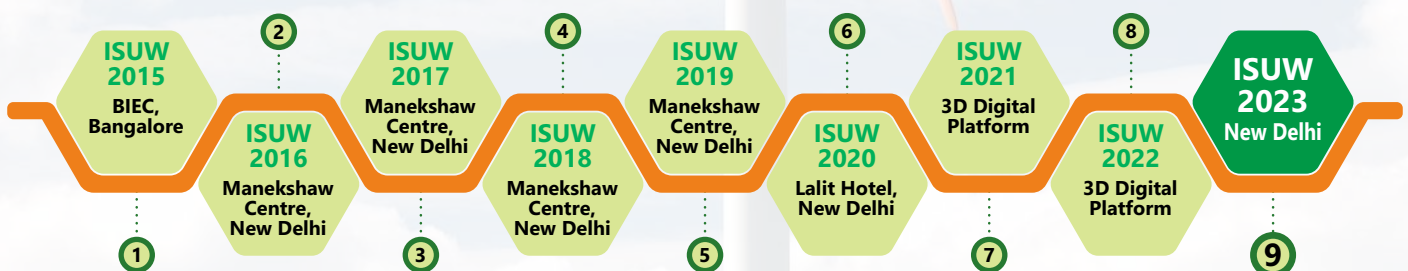 ISUW
2015
BIEC,
Bangalore
1
2
ISUW
2016
Manekshaw
Centre,
New Delhi
ISUW
2017
Manekshaw
Centre,
New Delhi
3
4
ISUW
2018
Manekshaw
Centre,
New Delhi
ISUW
2019
Manekshaw
Centre,
New Delhi
5
6
ISUW
2020
Lalit Hotel,
New Delhi
ISUW
2021
3D Digital
Platform
7
8
ISUW
2022
3D Digital
Platform
ISUW
2023
New Delhi
9